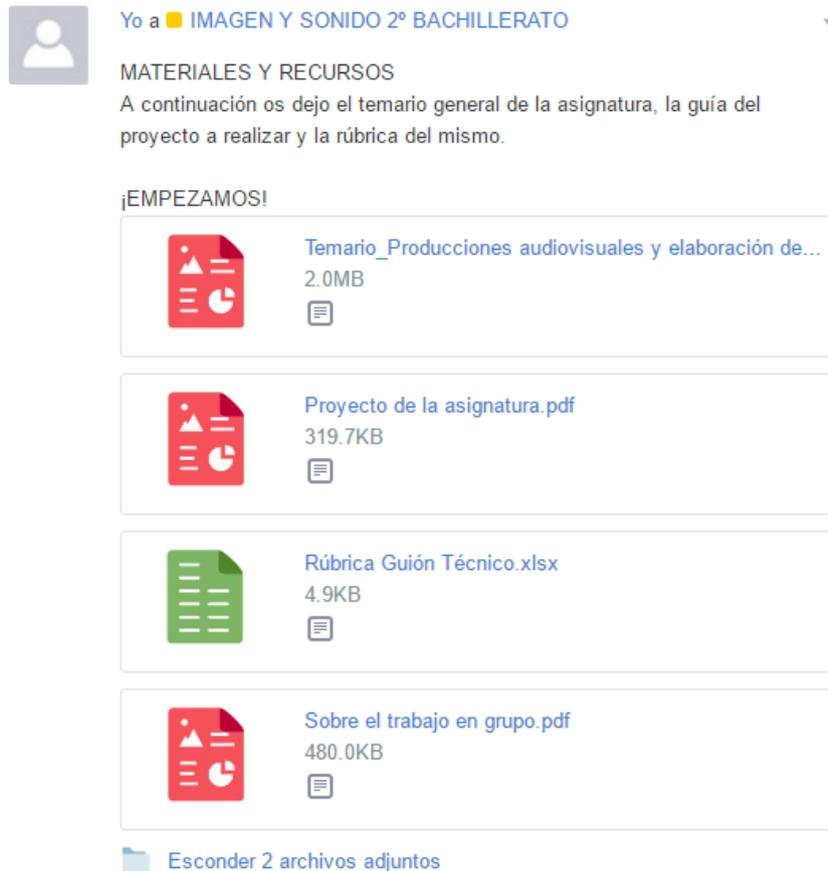 Yo a IMAGEN Y SONIDO 2º BACHILLERATO
MATERIALES Y RECURSOS
A continuación os dejo el temario general de la asignatura, la guía del
proyecto a realizar y la rúbrica del mismo.
¡EMPEZAMOS!
Temario_Producciones audiovisuales y elaboración de...
2.0MB
Proyecto de la asignatura.pdf
319.7KB
Rúbrica Guión Técnico.xlsx
4.9KB
Sobre el trabajo en grupo.pdf
480.0KB
Esconder 2 archivos adjuntos